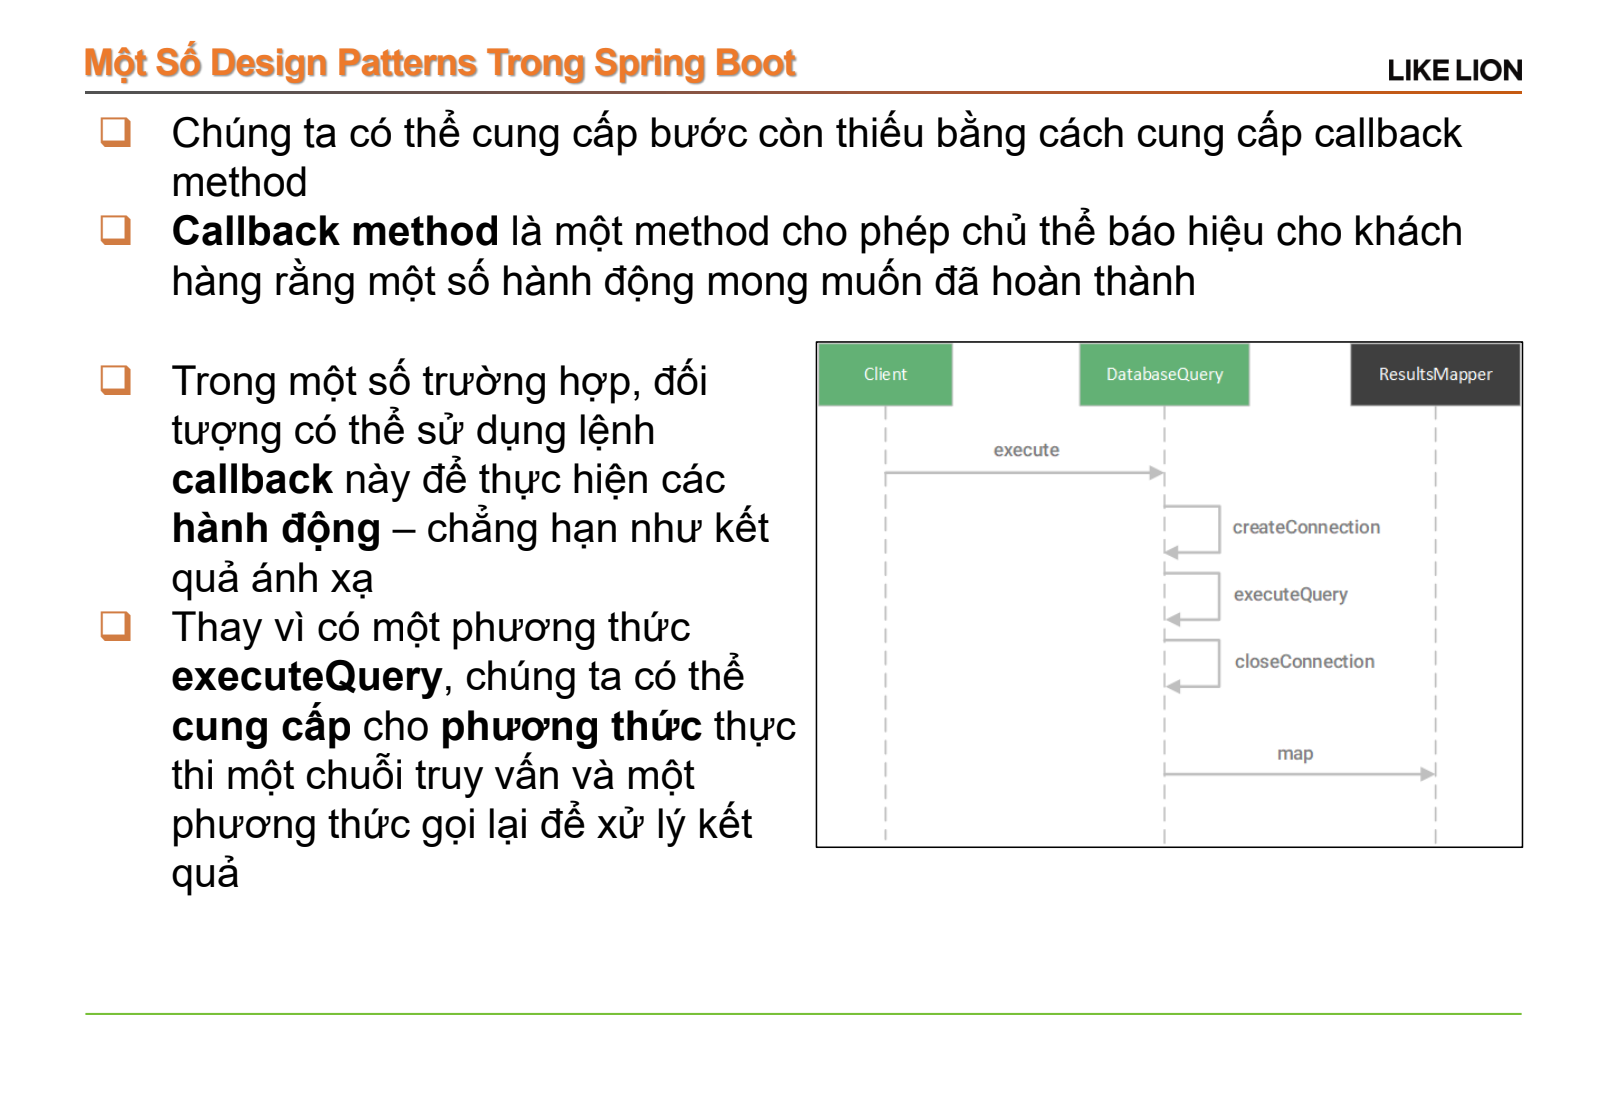 Một Số Design Patterns Trong Spring Boot
LIKE LION
Chúng ta có thể cung cấp bước còn thiếu bằng cách cung cấp callback
method
Callback method là một method cho phép chủ thể báo hiệu cho khách
hàng rằng một số hành động mong muốn đã hoàn thành
Trong một số trường hợp, đối
tượng có thể sử dụng lệnh
callback này để thực hiện các
hành động – chẳng hạn như kết
quả ánh xạ
Thay vì có một phương thức
executeQuery, chúng ta có thể
cung cấp cho phương thức thực
thi một chuỗi truy vấn và một
phương thức gọi lại để xử lý kết
quả
Client
DatabaseQuery
ResultsMapper
execute
createConnection
executeQuery
closeConnection
map